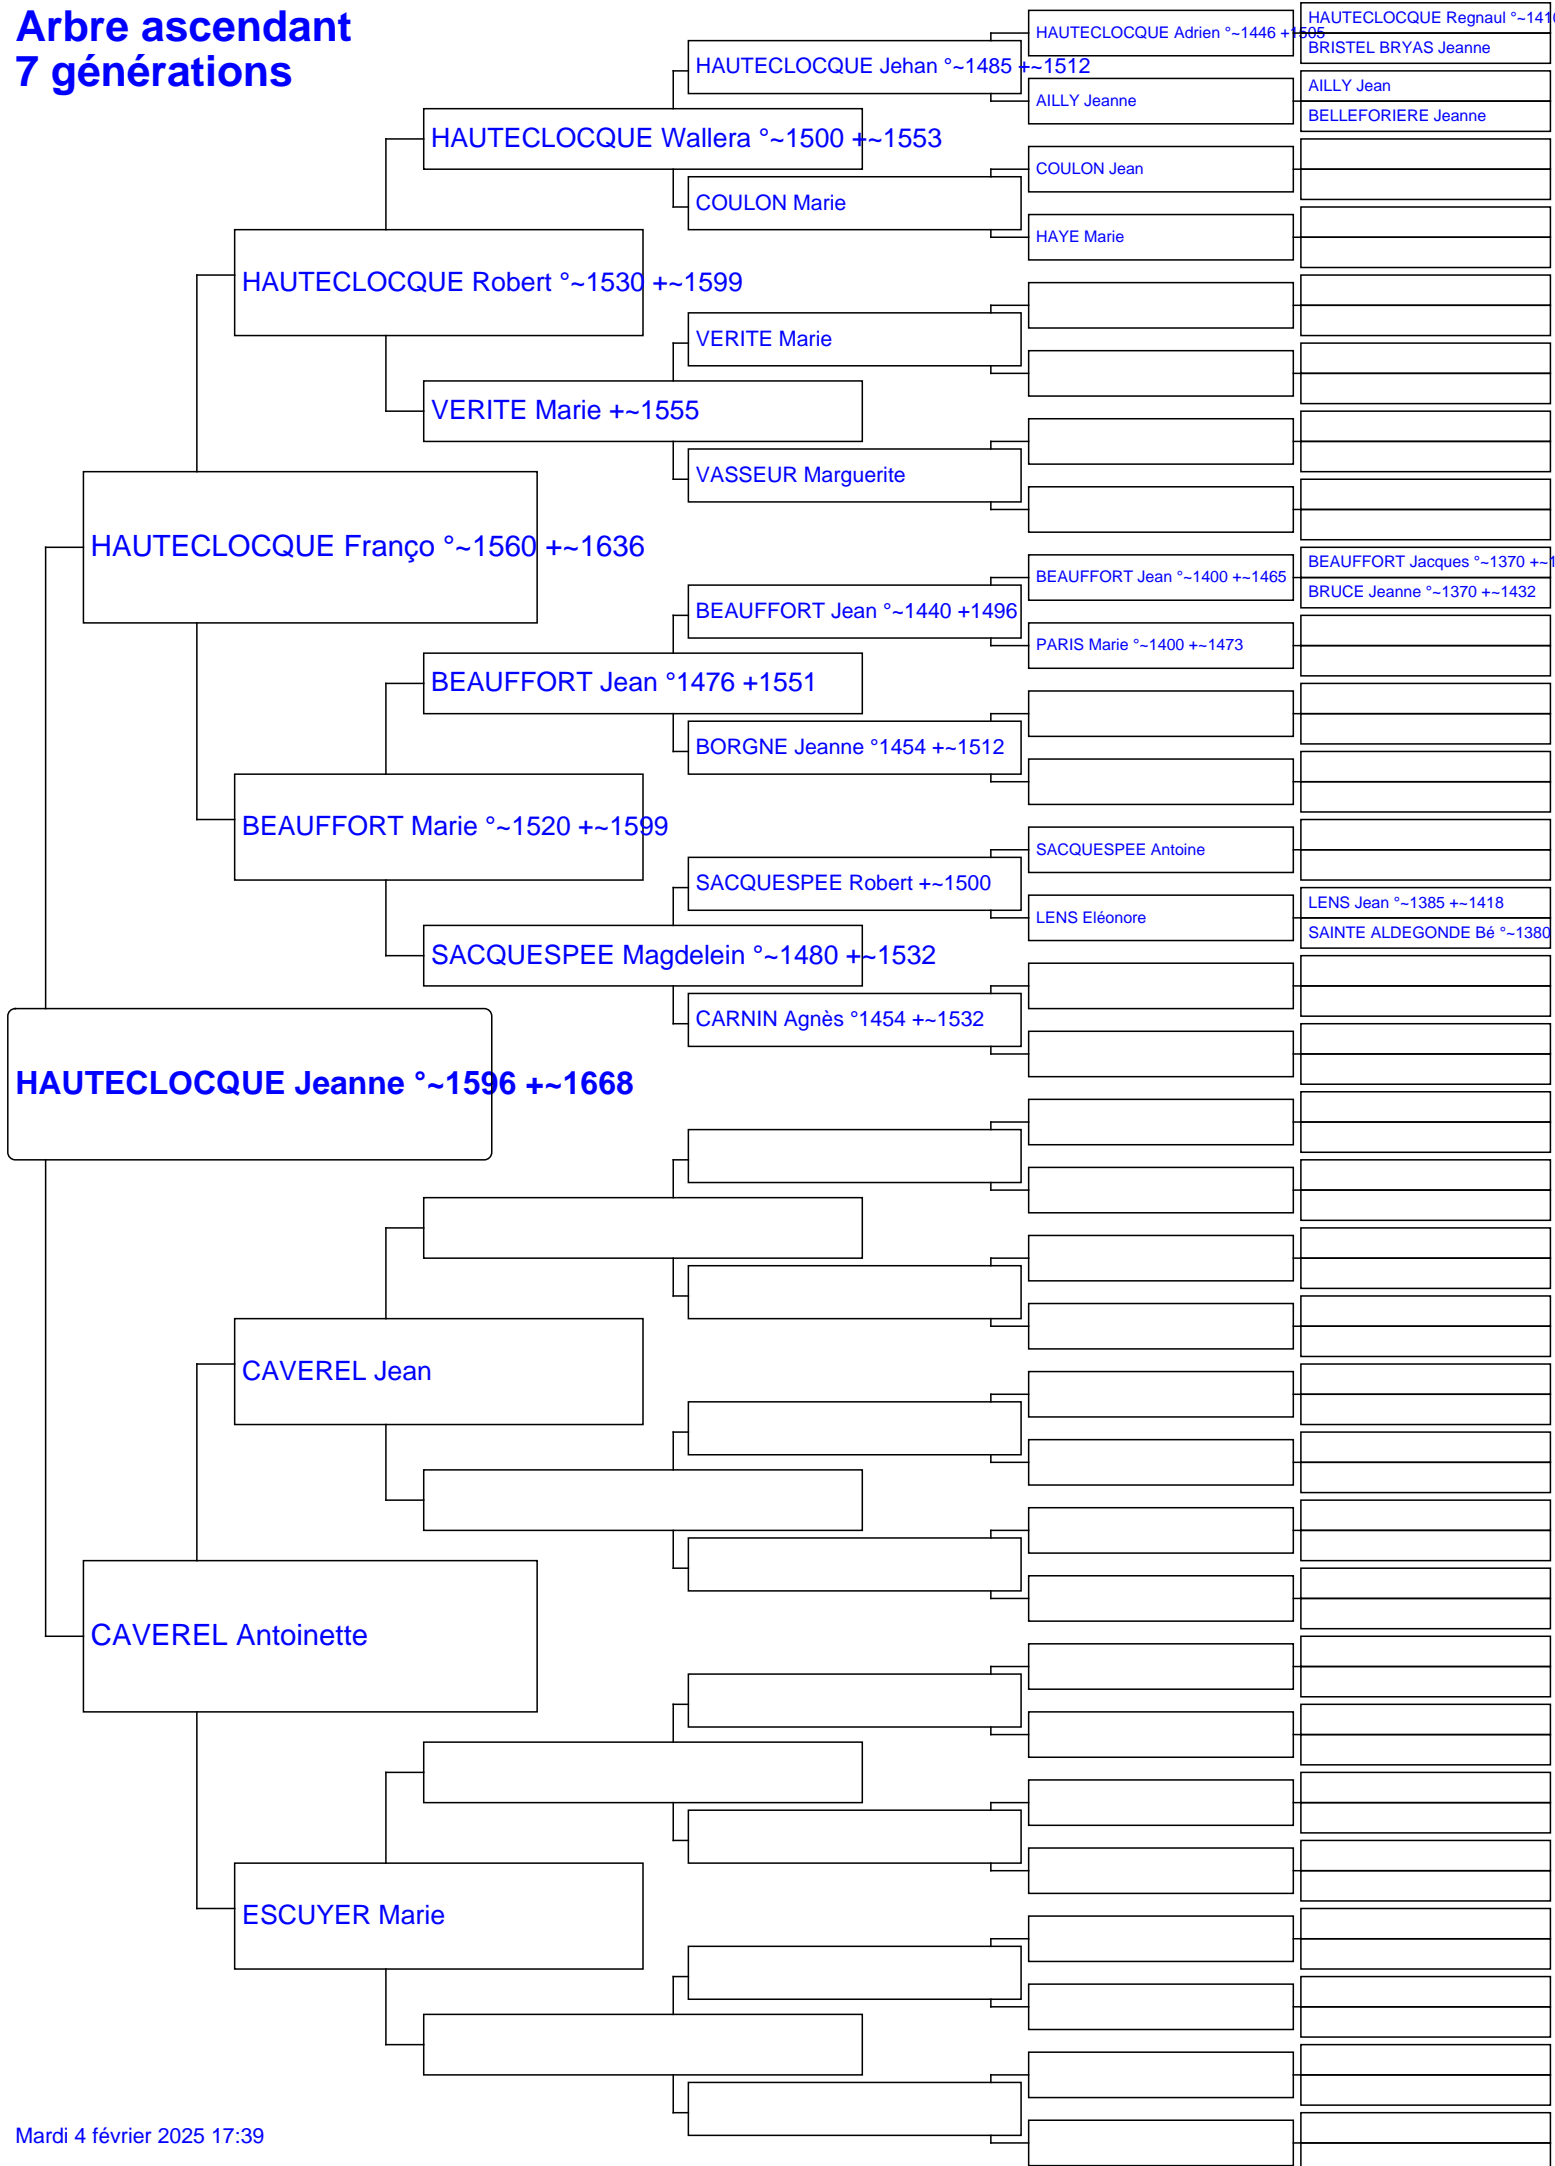 Arbre ascendant
7 générations
HAUTECLOCQUE Regnaul °~141
HAUTECLOCQUE Adrien °~1446 +1505
BRISTEL BRYAS Jeanne
HAUTECLOCQUE Jehan °~1485 +~1512
AILLY Jean
AILLY Jeanne
BELLEFORIERE Jeanne
HAUTECLOCQUE Wallera °~1500 +~1553
COULON Jean
COULON Marie
HAYE Marie
HAUTECLOCQUE Robert °~1530 +~1599
VERITE Marie
VERITE Marie +~1555
VASSEUR Marguerite
HAUTECLOCQUE Franço °~1560 +~1636
BEAUFFORT Jacques °~1370 +~1
BEAUFFORT Jean °~1400 +~1465
BRUCE Jeanne °~1370 +~1432
BEAUFFORT Jean °~1440 +1496
PARIS Marie °~1400 +~1473
BEAUFFORT Jean °1476 +1551
BORGNE Jeanne °1454 +~1512
BEAUFFORT Marie °~1520 +~1599
SACQUESPEE Antoine
SACQUESPEE Robert +~1500
LENS Jean °~1385 +~1418
LENS Eléonore
SAINTE ALDEGONDE Bé °~1380
SACQUESPEE Magdelein °~1480 +~1532
CARNIN Agnès °1454 +~1532
HAUTECLOCQUE Jeanne °~1596 +~1668
CAVEREL Jean
CAVEREL Antoinette
ESCUYER Marie
Mardi 4 février 2025 17:39